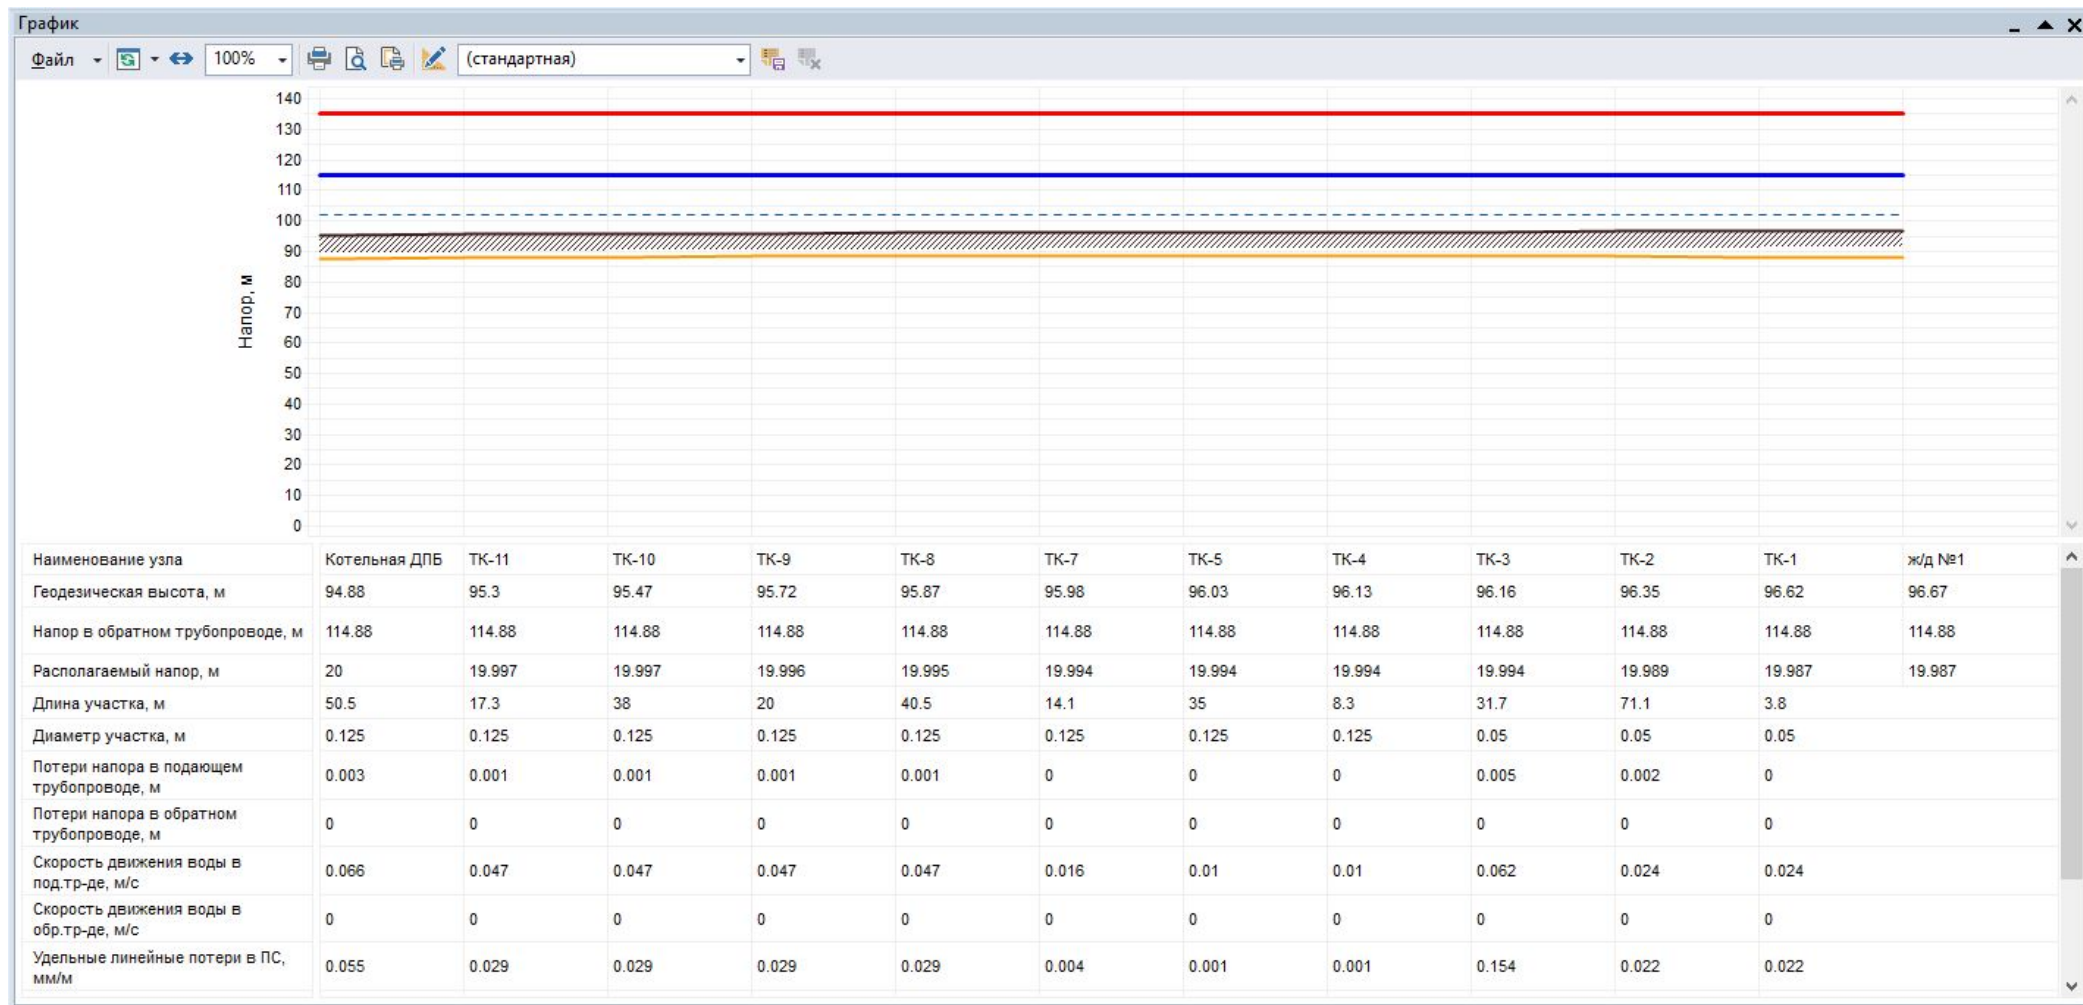 График
Файл 100% (стандартная)
140
130
120
110
100
90
80
70
60
50
40
30
20
10
0
Напор, м
Наименование узла Котельная ДПБ ТК-11 ТК-10 ТК-9 ТК-8 ТК-7 ТК-5 ТК-4 ТК-3 ТК-2 ТК-1 ж/д №1
Геодезическая высота, м 94.88 95.3 95.47 95.72 95.87 95.98 96.03 96.13 96.16 96.35 96.62 96.67
Напор в обратном трубопроводе, м 114.88 114.88 114.88 114.88 114.88 114.88 114.88 114.88 114.88 114.88 114.88 114.88
Располагаемый напор, м 20 19.997 19.997 19.996 19.995 19.994 19.994 19.994 19.994 19.989 19.987 19.987
Длина участка, м 50.5 17.3 38 20 40.5 14.1 35 8.3 31.7 71.1 3.8
Диаметр участка, м 0.125 0.125 0.125 0.125 0.125 0.125 0.125 0.125 0.05 0.05 0.05
Потери напора в подающем
трубопроводе, м 0.003 0.001 0.001 0.001 0.001 0 0 0 0.005 0.002 0
Потери напора в обратном
трубопроводе, м 0 0 0 0 0 0 0 0 0 0 0
Скорость движения воды в
под.тр-де, м/с 0.066 0.047 0.047 0.047 0.047 0.016 0.01 0.01 0.062 0.024 0.024
Скорость движения воды в
обр.тр-де, м/с 0 0 0 0 0 0 0 0 0 0 0
Удельные линейные потери в ПС,
мм/м 0.055 0.029 0.029 0.029 0.029 0.004 0.001 0.001 0.154 0.022 0.022